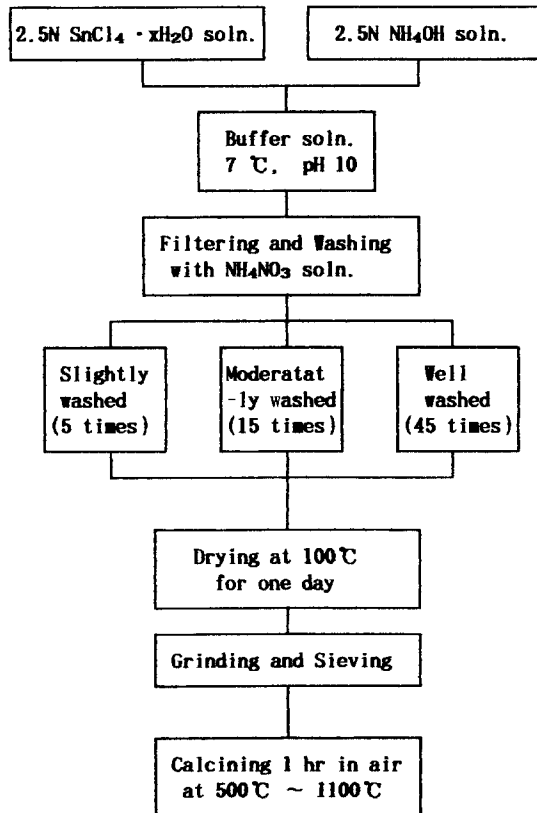 2.5N SnCl₄ · xH₂O soln.
2.5N NH₄OH soln.
Buffer soln.
7 ℃, pH 10
Filtering and Washing
with NH₄NO₃ soln.
Slightly
washed
(5 times)
Moderatat
-ly washed
(15 times)
Well
washed
(45 times)
Drying at 100℃
for one day
Grinding and Sieving
Calcining 1 hr in air
at 500℃ ~ 1100℃